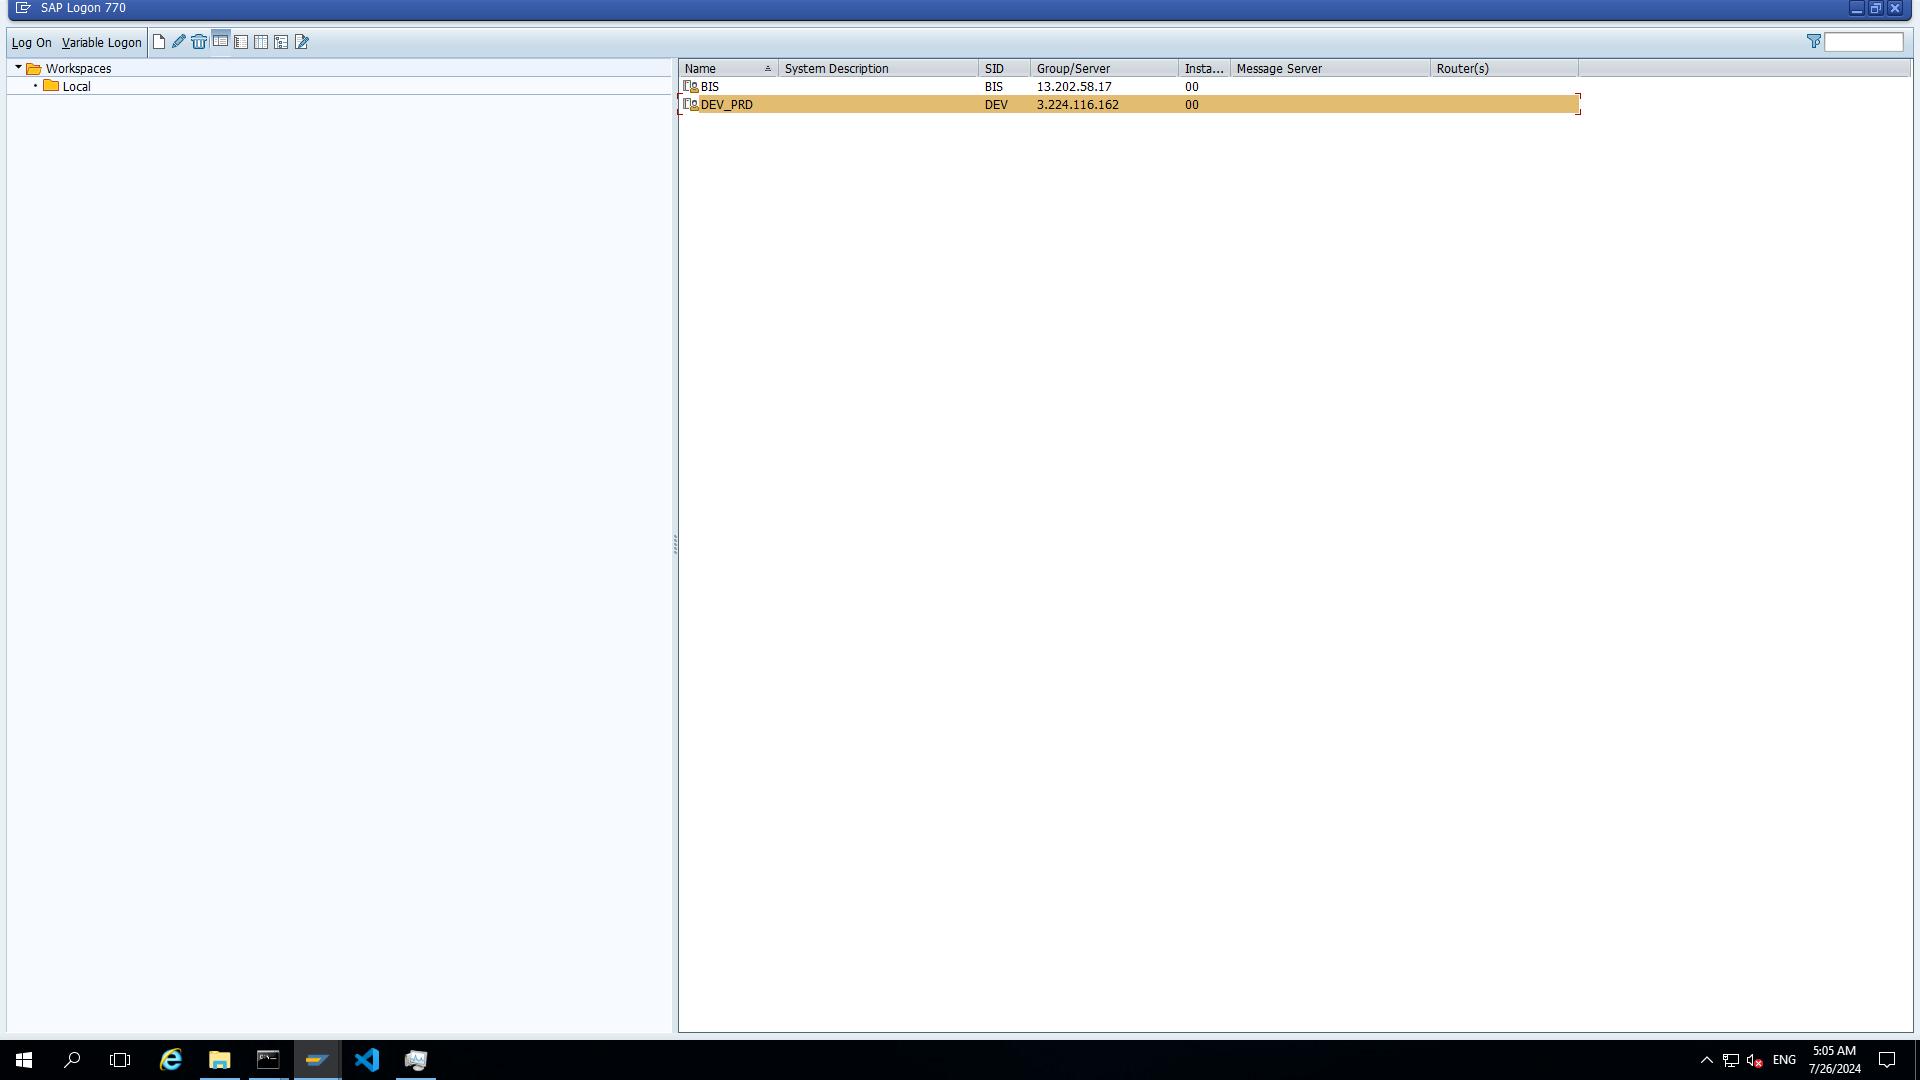 SAP Logon 770
Log On Variable Logon
Workspaces
Local
Name System Description SID Group/Server Insta... Message Server Router(s)
BIS BIS 13.202.58.17 00
DEV_PRD DEV 3.224.116.162 00
ENG
5:05 AM
7/26/2024